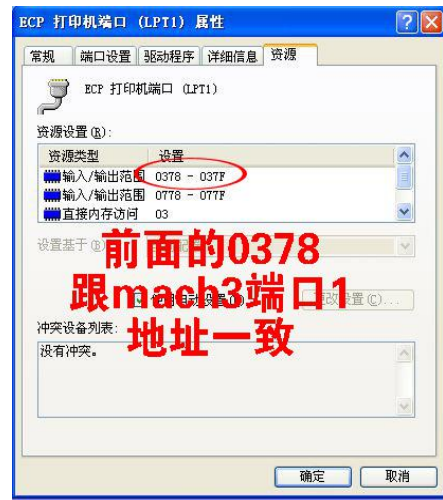 ECP 打印机端口 (LPT1) 属性
常规 端口设置 驱动程序 详细信息 资源
ECP 打印机端口 (LPT1)
资源设置(R):
资源类型 设置
输入/输出范围 0378 - 037F
输入/输出范围 0778 - 077F
直接内存访问 03
设置基于(B)
前面的0378
跟mach3端口1
更改设置(C)...
地址一致
冲突设备列表:
没有冲突。
确定 取消